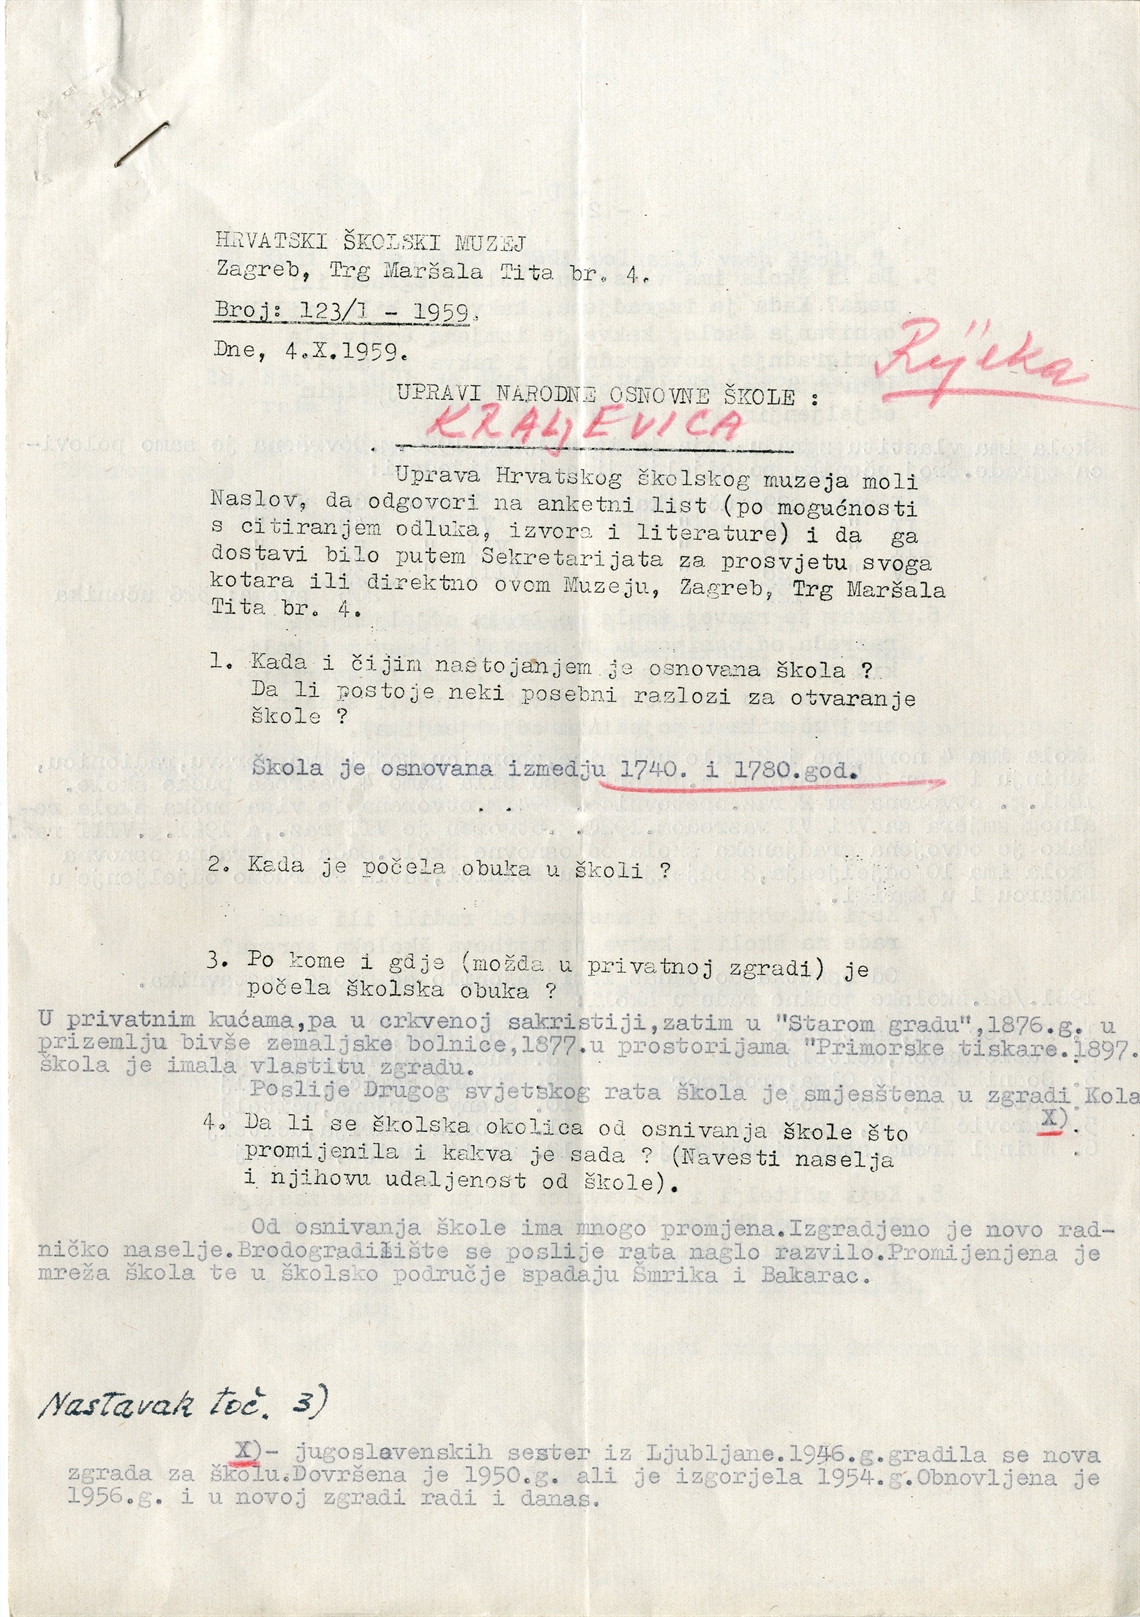 HRVATSKI ŠKOLSKI MUZEJ
Zagreb, Trg Maršala Tita br. 4.
Broj: 123/1 - 1959.
Dne, 4.X.1959.
Rijeka
UPRAVI NARODNE OSNOVNE ŠKOLE :
KRALJEVICA
Uprava Hrvatskog školskog muzeja moli
Naslov, da odgovori na anketni list (po mogućnosti
s citiranjem odluka, izvora i literature) i da ga
dostavi bilo putem Sekretarijata za prosvjetu svoga
kotara ili direktno ovom Muzeju, Zagreb, Trg Maršala
Tita br. 4.
1. Kada i čijim nastojanjem je osnovana škola ?
Da li postoje neki posebni razlozi za otvaranje
škole ?
Škola je osnovana izmedju 1740. i 1780.god.
2. Kada je počela obuka u školi ?
3. Po kome i gdje (možda u privatnoj zgradi) je
počela školska obuka ?
U privatnim kućama,pa u crkvenoj sakristiji,zatim u "Starom gradu",1876.g. u
prizemlju bivše zemaljske bolnice,1877.u prostorijama "Primorske tiskare.1897.
škola je imala vlastitu zgradu.
Poslije Drugog svjetskog rata škola je smjesštena u zgradi Kola
X).
4. Da li se školska okolica od osnivanja škole što
promijenila i kakva je sada ? (Navesti naselja
i njihovu udaljenost od škole).
Od osnivanja škole ima mnogo promjena.Izgradjeno je novo rad-
ničko naselje.Brodogradilište se poslije rata naglo razvilo.Promijenjena je
mreža škola te u školsko područje spadaju Šmrika i Bakarac.
Nastavak toč. 3)
X)- jugoslavenskih sester iz Ljubljane.1946.g.gradila se nova
zgrada za školu.Dovršena je 1950.g. ali je izgorjela 1954.g.Obnovljena je
1956.g. i u novoj zgradi radi i danas.